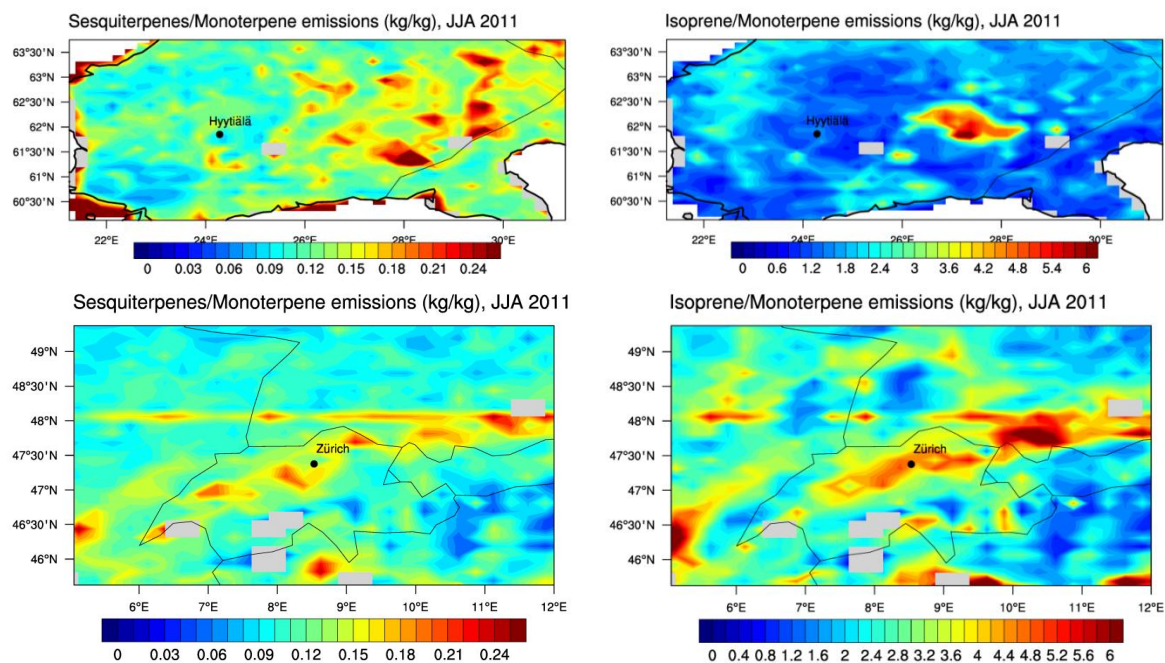 Sesquiterpenes/Monoterpene emissions (kg/kg), JJA 2011
63°50'N
63°N
62°30'N
62°N
61°30'N
61°N
60°30'N
Hyytiälä
22°E 24°E 26°E 28°E 30°E
0 0.03 0.06 0.09 0.12 0.15 0.18 0.21 0.24
Isoprene/Monoterpene emissions (kg/kg), JJA 2011
63°50'N
63°N
62°30'N
62°N
61°30'N
61°N
60°30'N
Hyytiälä
22°E 24°E 26°E 28°E 30°E
0 0.6 1.2 1.8 2.4 3 3.6 4.2 4.8 5.4 6
Sesquiterpenes/Monoterpene emissions (kg/kg), JJA 2011
49°N
48°50'N
48°N
47°50'N
47°N
46°50'N
46°N
Zürich
6°E 7°E 8°E 9°E 10°E 11°E 12°E
0 0.03 0.06 0.09 0.12 0.15 0.18 0.21 0.24
Isoprene/Monoterpene emissions (kg/kg), JJA 2011
49°N
48°50'N
48°N
47°50'N
47°N
46°50'N
46°N
Zürich
6°E 7°E 8°E 9°E 10°E 11°E 12°E
0 0.4 0.8 1.2 1.6 2 2.4 2.8 3.2 3.6 4 4.4 4.8 5.2 5.6 6